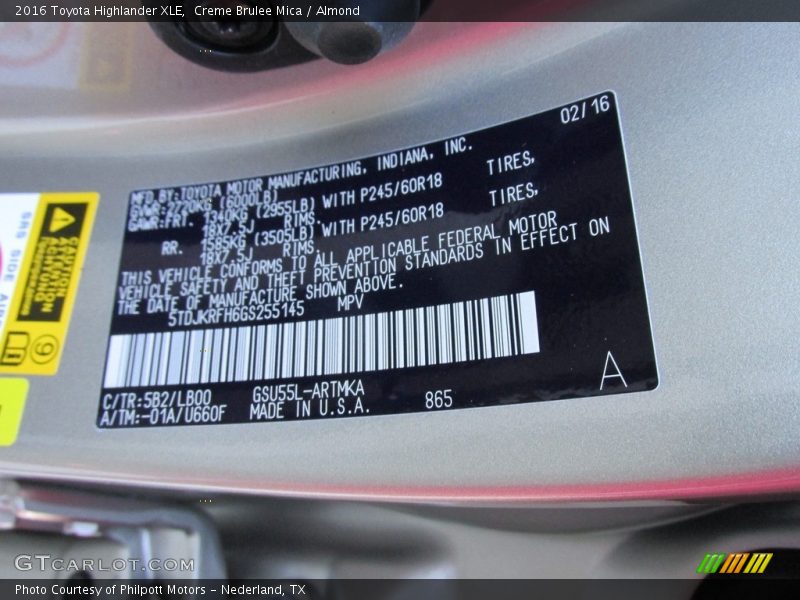 2016 Toyota Highlander XLE, Creme Brulee Mica / Almond
02/16
MFD.BY:TOYOTA MOTOR MANUFACTURING, INDIANA, INC.
GVWR:2720KG (6000LB)
GAWR:FRT. 1340KG (2955LB) WITH P245/60R18 TIRES,
18X7.5J RIMS.
RR. 1585KG (3505LB) WITH P245/60R18 TIRES,
18X7.5J RIMS.
THIS VEHICLE CONFORMS TO ALL APPLICABLE FEDERAL MOTOR
VEHICLE SAFETY AND THEFT PREVENTION STANDARDS IN EFFECT ON
THE DATE OF MANUFACTURE SHOWN ABOVE.
5TDJKRFH6GS255145 MPV
C/TR:5B2/LB00 GSU55L-ARTMKA 865 A
A/TM:-01A/U660F MADE IN U.S.A.
SRS SIDE
GTCARLOT.COM
Photo Courtesy of Philpott Motors - Nederland, TX